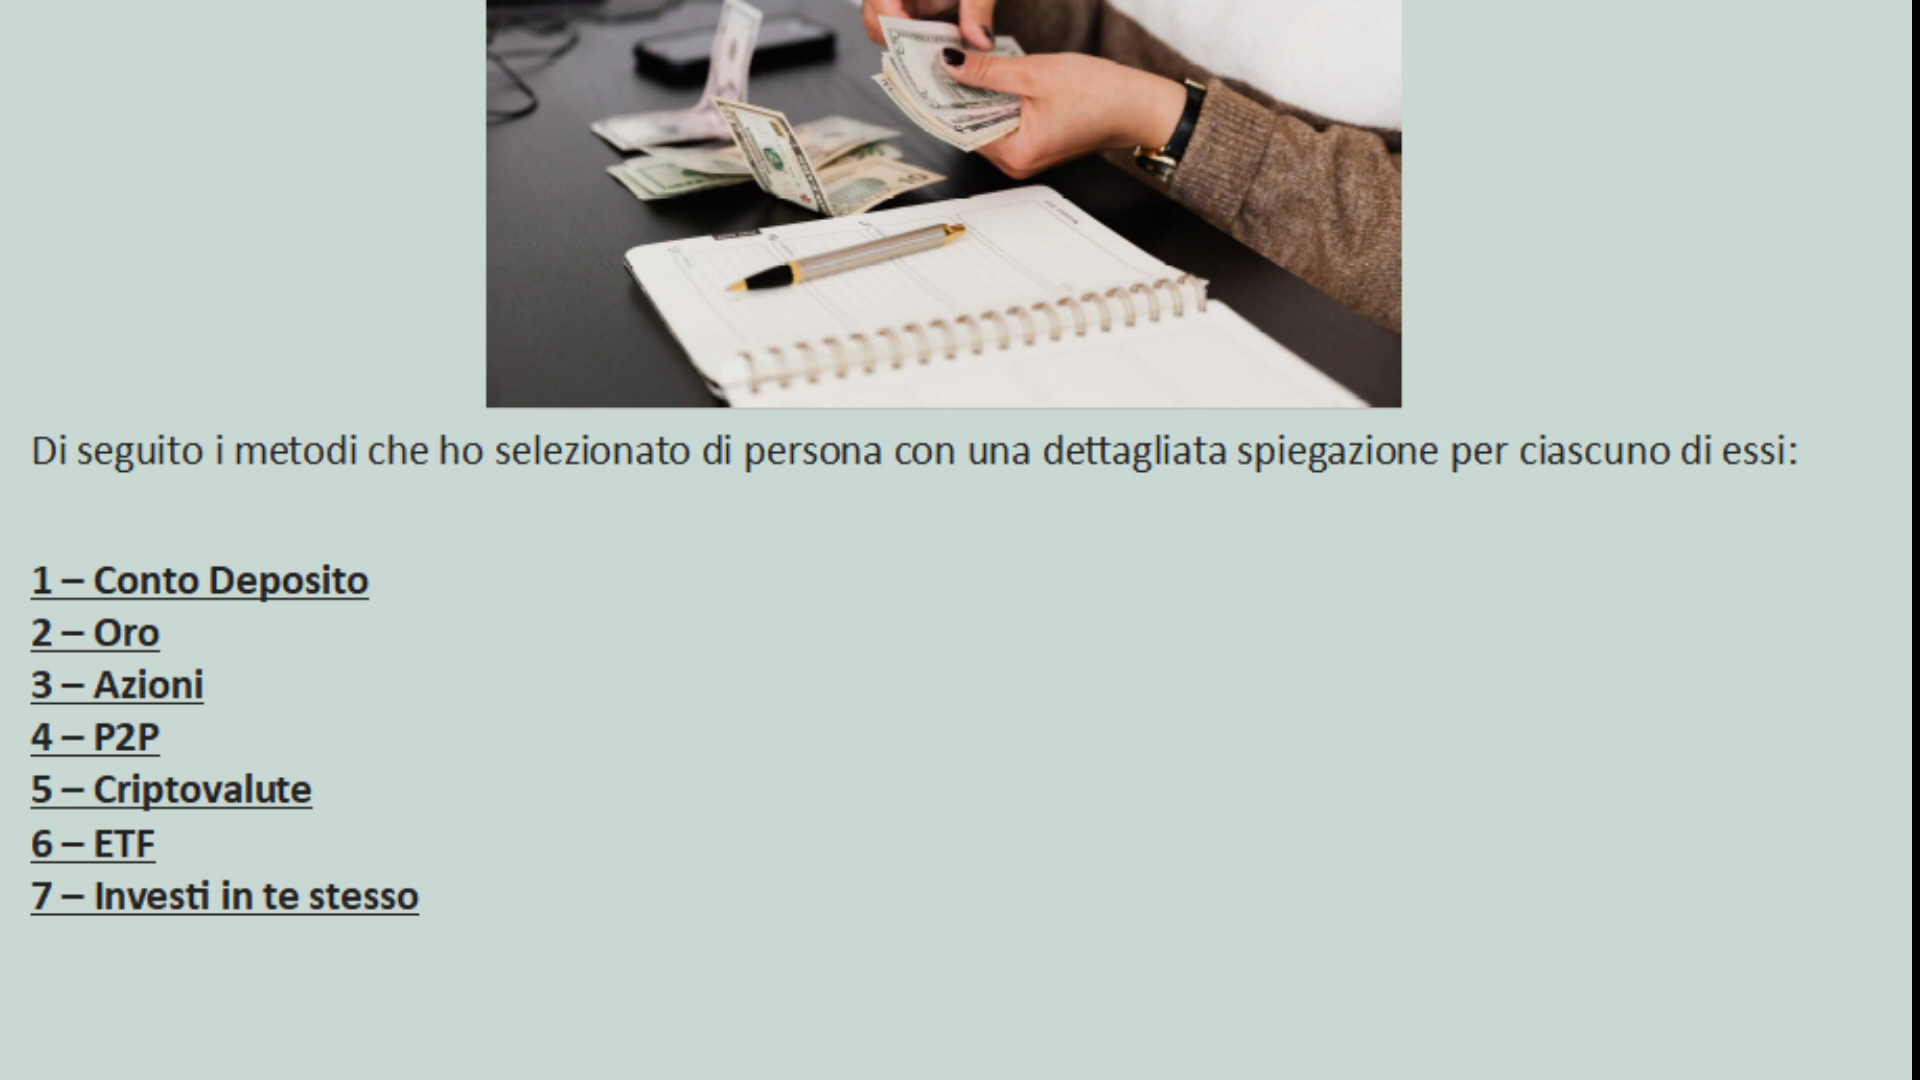 Di seguito i metodi che ho selezionato di persona con una dettagliata spiegazione per ciascuno di essi:
1 – Conto Deposito
2 – Oro
3 – Azioni
4 – P2P
5 – Criptovalute
6 – ETF
7 – Investi in te stesso